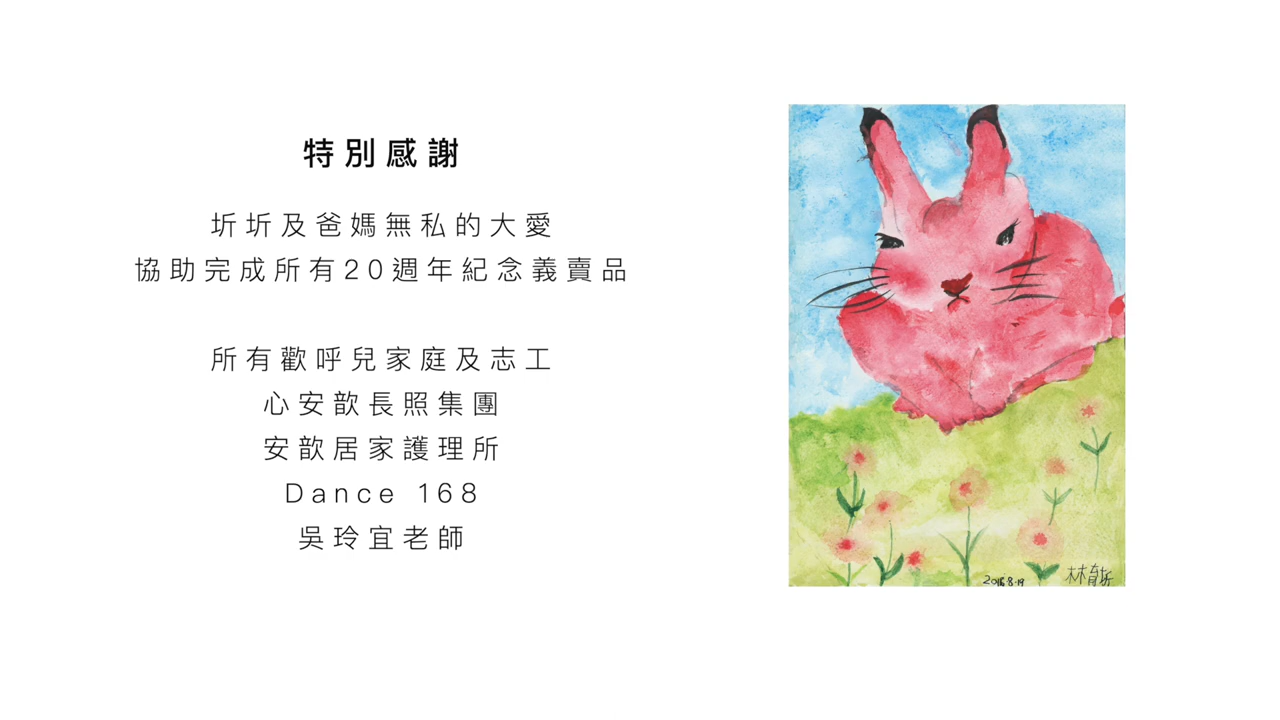 特別感謝
圻圻及爸媽無私的大愛
協助完成所有20週年紀念義賣品
所有歡呼兒家庭及志工
心安歆長照集團
安歆居家護理所
Dance 168
吳玲宜老師
2016 8.19
林育圻